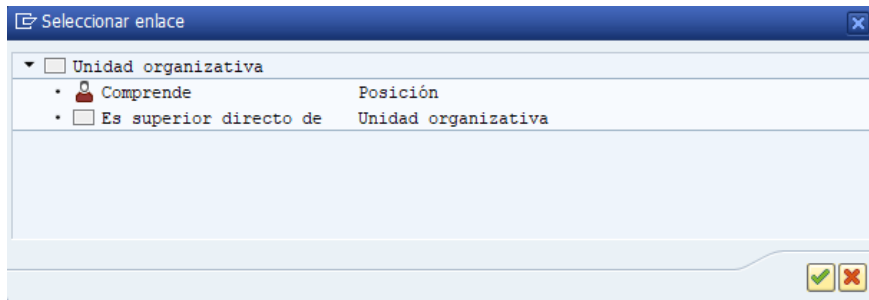 Seleccionar enlace
Unidad organizativa
Comprende Posición
Es superior directo de Unidad organizativa